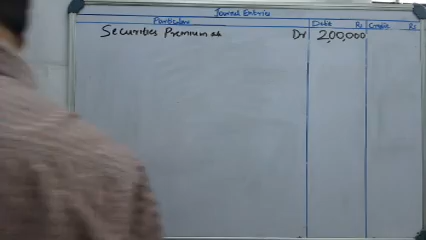 Journal Entries
Particulars Debit Rs Credit Rs
Securities Premium a/c Dr 2,00,000